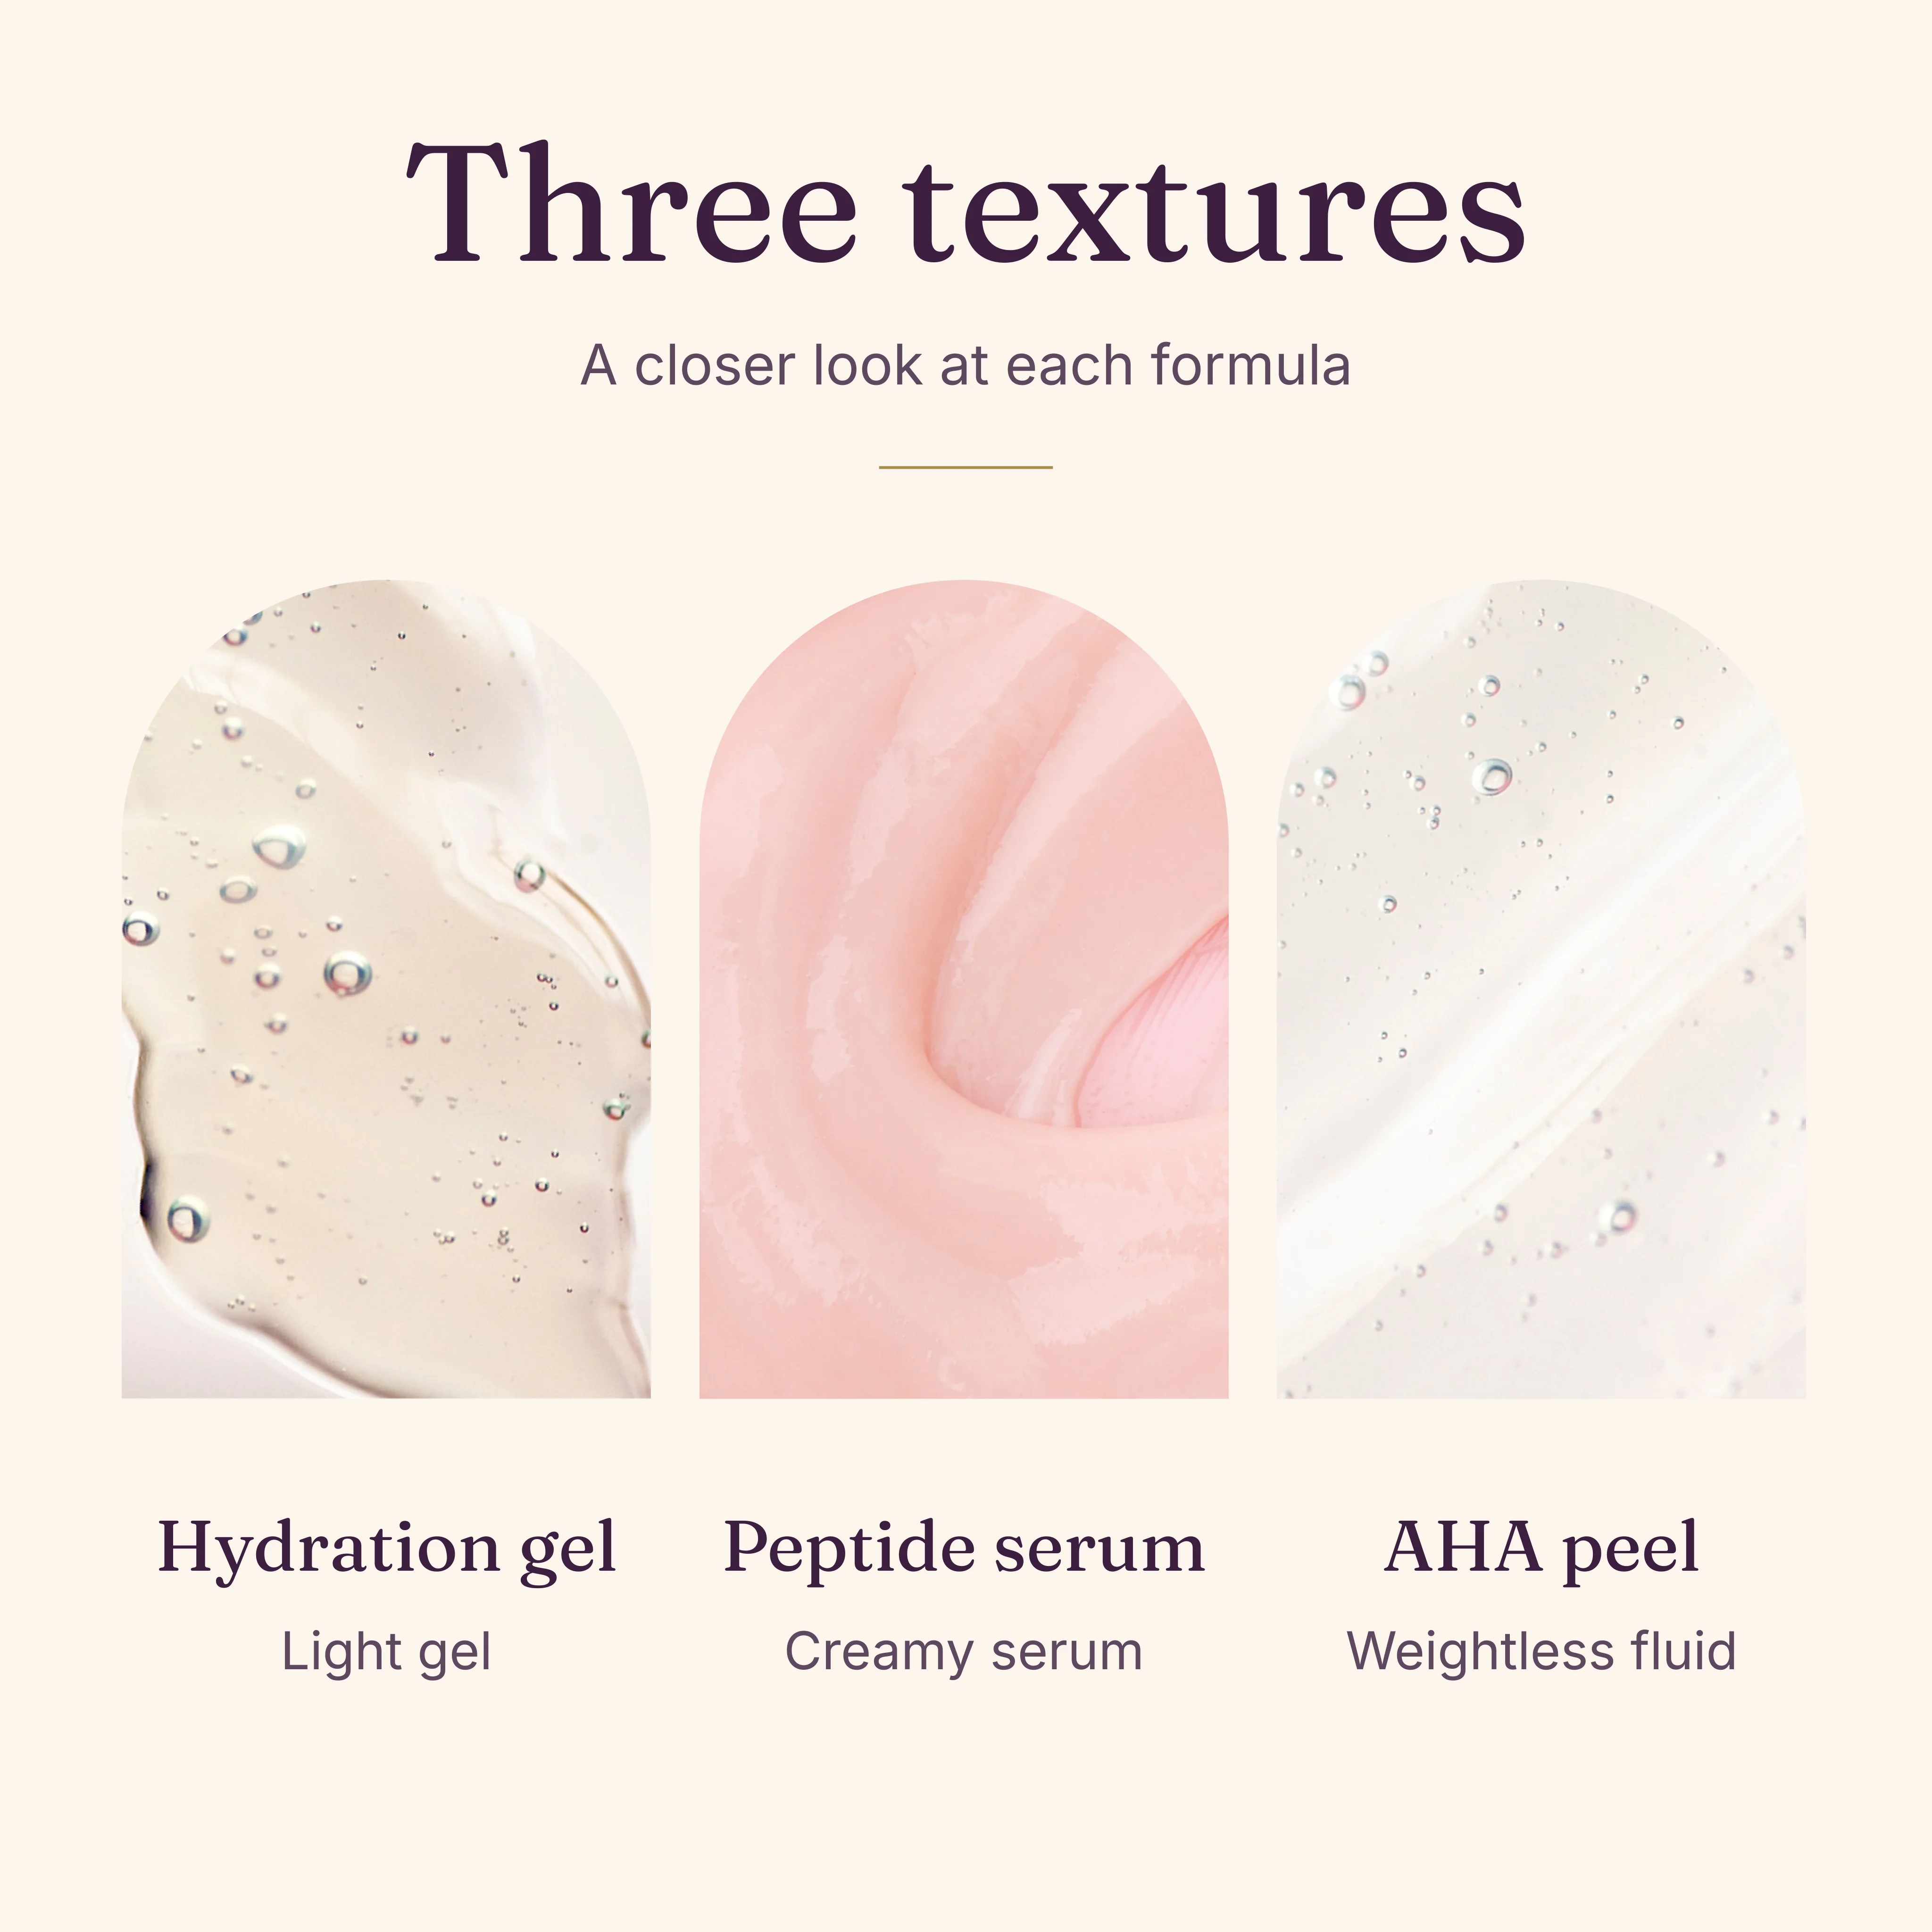 Three textures
A closer look at each formula
Hydration gel
Light gel
Peptide serum
Creamy serum
AHA peel
Weightless fluid